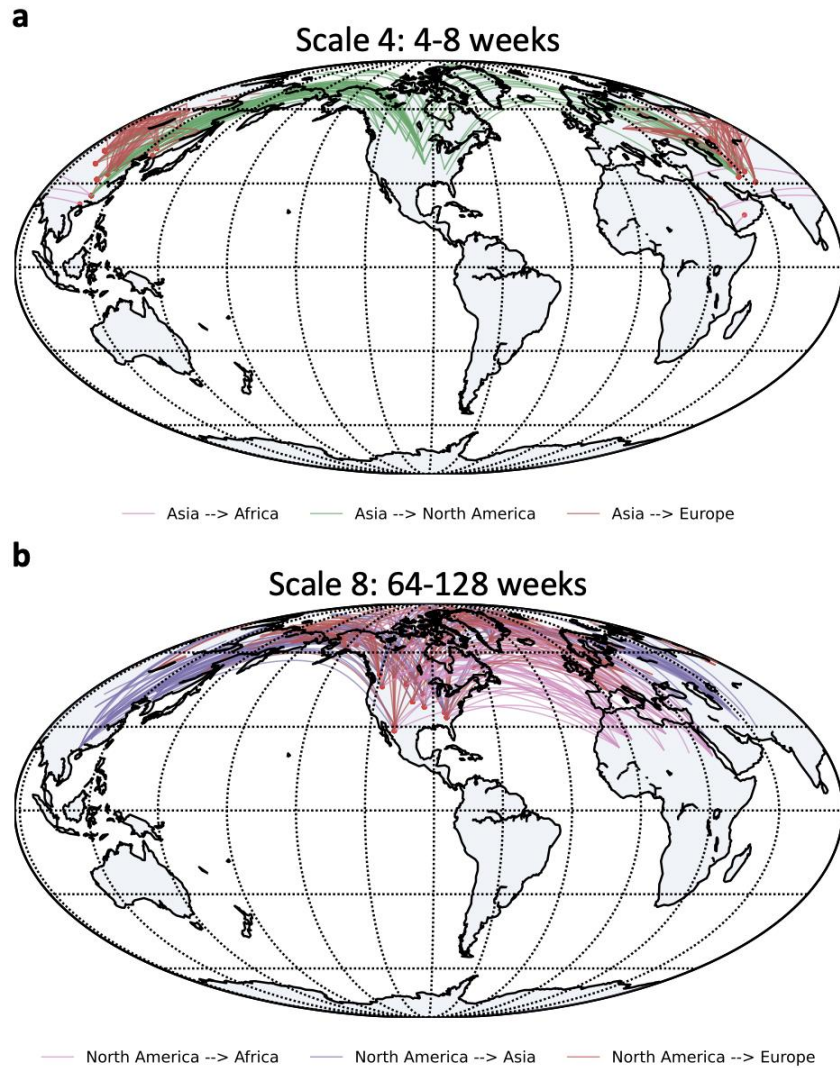 a
Scale 4: 4-8 weeks
Asia --> Africa Asia --> North America Asia --> Europe
b
Scale 8: 64-128 weeks
North America --> Africa North America --> Asia North America --> Europe